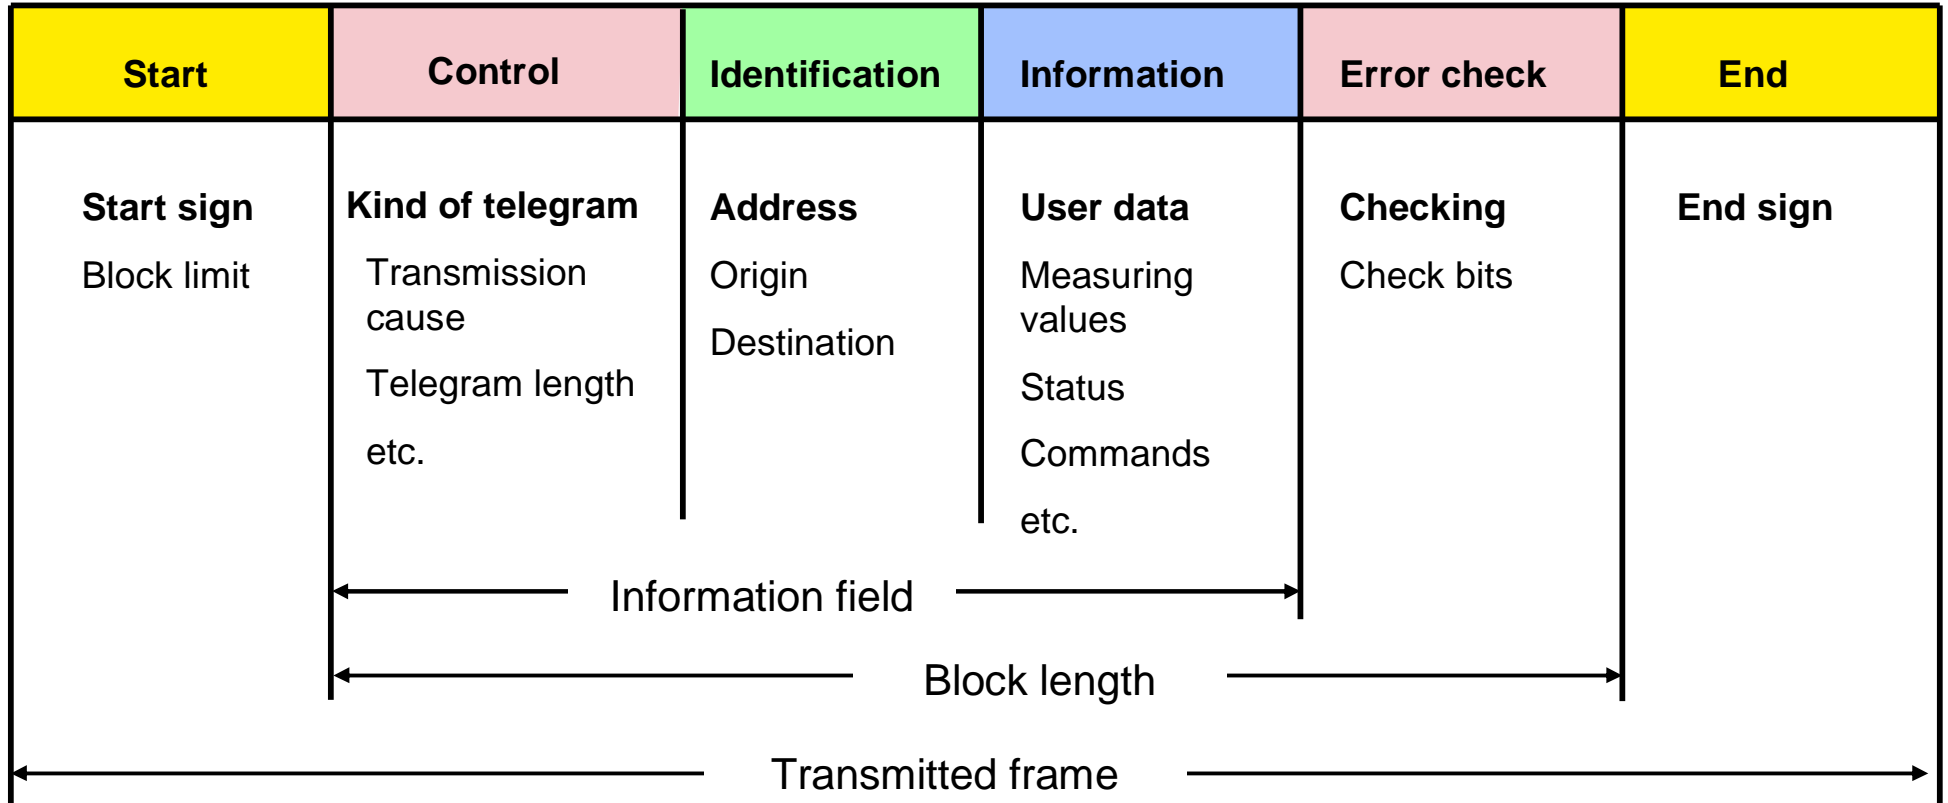 Start
Control
Identification
Information
Error check
End
Start sign
Block limit
Kind of telegram
Transmission
cause
Telegram length
etc.
Address
Origin
Destination
User data
Measuring
values
Status
Commands
etc.
Checking
Check bits
End sign
Information field
Block length
Transmitted frame